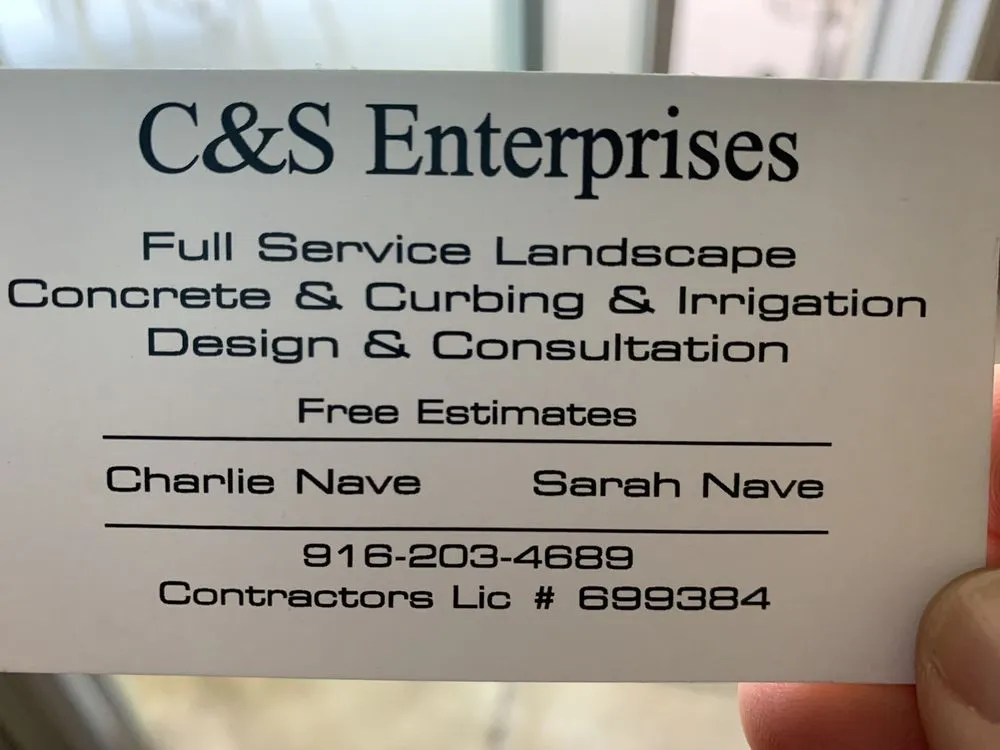 C&S Enterprises
Full Service Landscape
Concrete & Curbing & Irrigation
Design & Consultation
Free Estimates
Charlie Nave Sarah Nave
916-203-4689
Contractors Lic # 699384